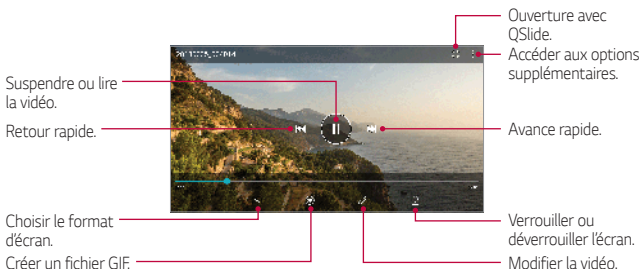 Ouverture avec
QSlide.
Accéder aux options
supplémentaires.
Suspendre ou lire
la vidéo.
Retour rapide.
Avance rapide.
Choisir le format
d'écran.
Verrouiller ou
déverrouiller l'écran.
Créer un fichier GIF.
Modifier la vidéo.